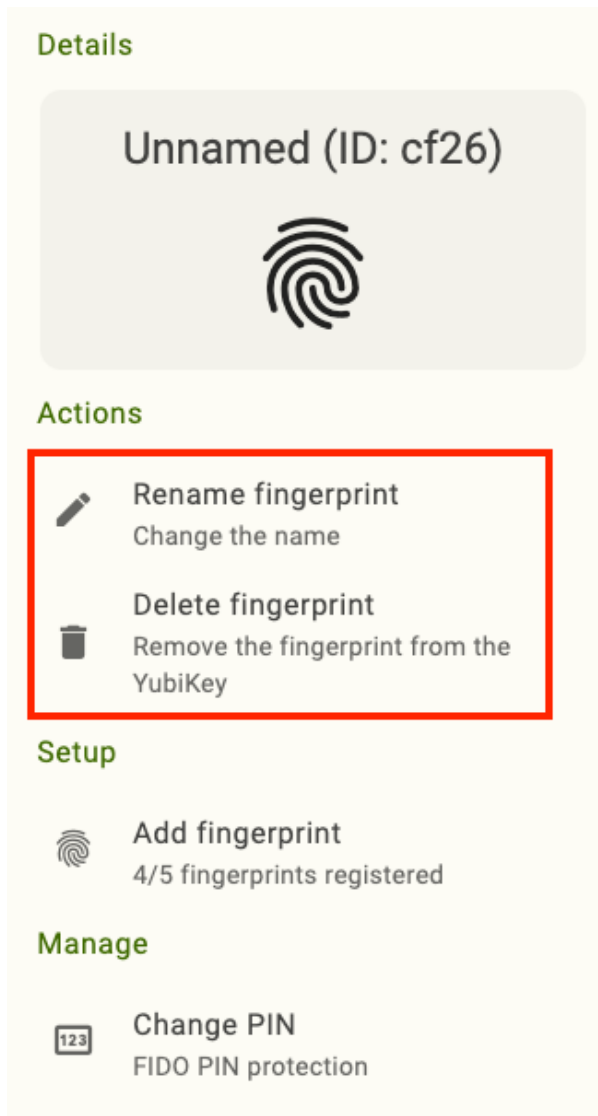 Details
Unnamed (ID: cf26)
Actions
Rename fingerprint
Change the name
Delete fingerprint
Remove the fingerprint from the
YubiKey
Setup
Add fingerprint
4/5 fingerprints registered
Manage
123
Change PIN
FIDO PIN protection